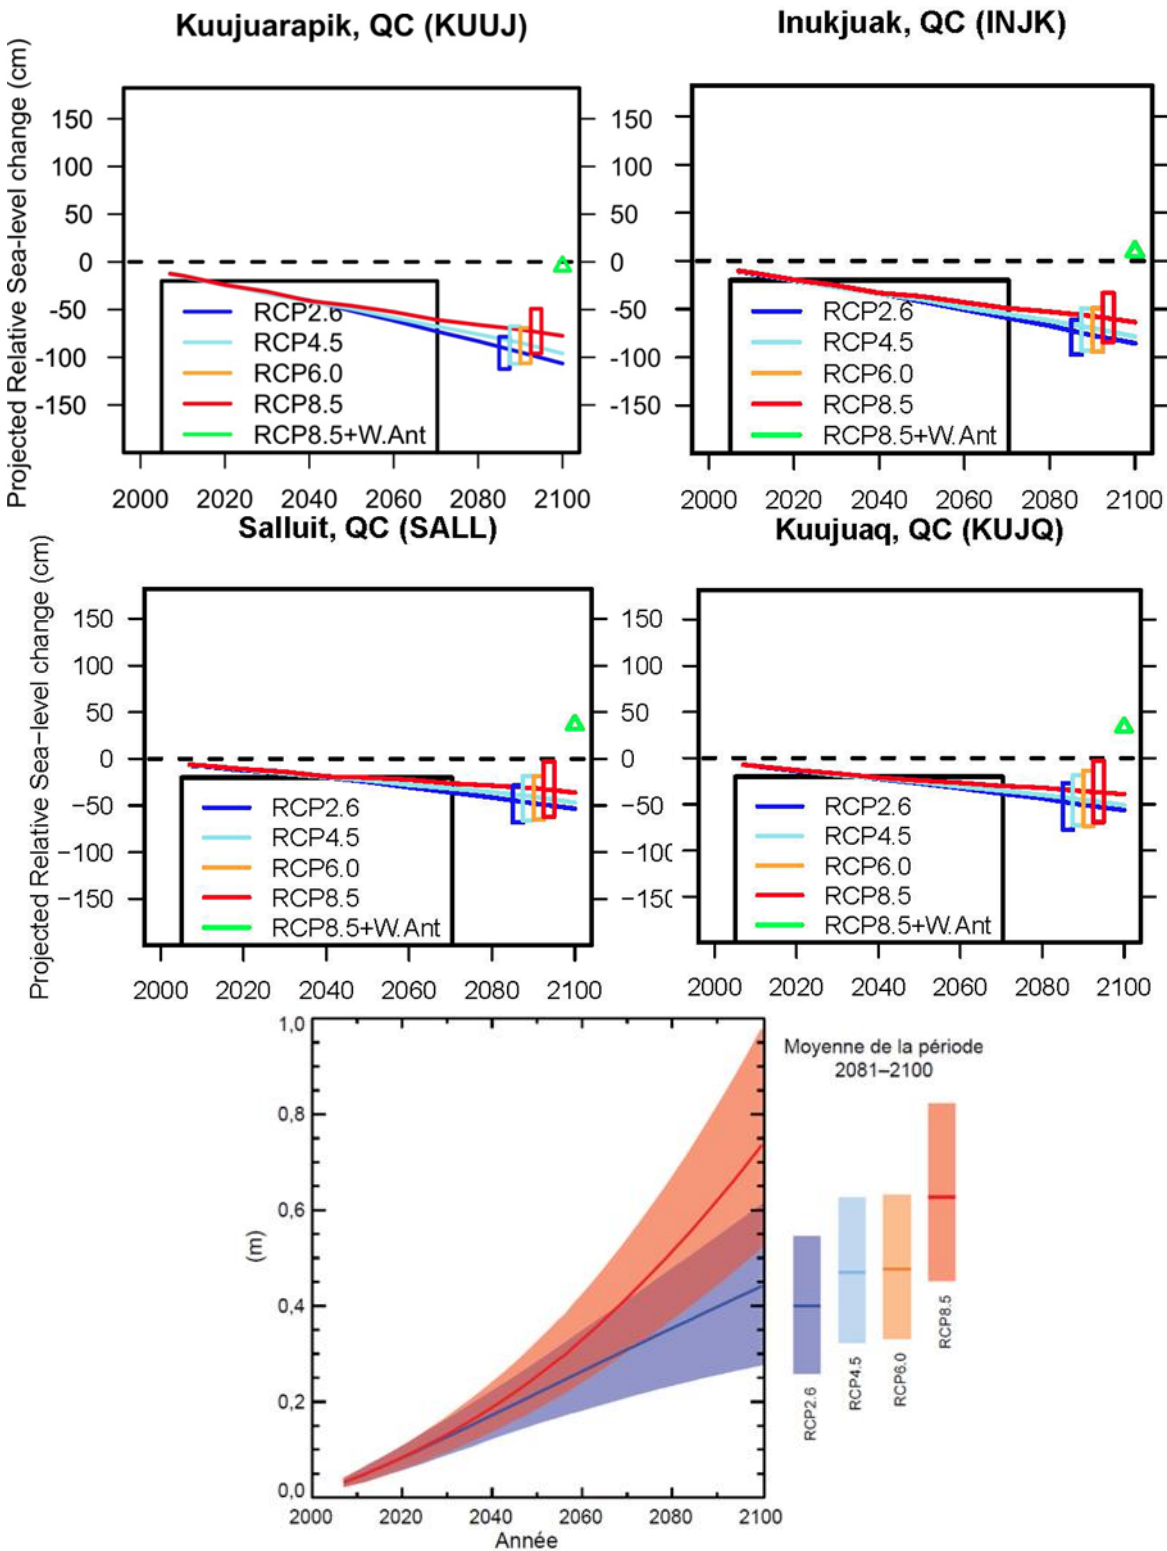 Kuujuarapik, QC (KUUJ)
Inukjuak, QC (INJK)
Projected Relative Sea-level change (cm)
150
100
50
0
-50
-100
-150
RCP2.6
RCP4.5
RCP6.0
RCP8.5
RCP8.5+W.Ant
2000 2020 2040 2060 2080 2100
150
100
50
0
-50
-100
-150
RCP2.6
RCP4.5
RCP6.0
RCP8.5
RCP8.5+W.Ant
2000 2020 2040 2060 2080 2100
Salluit, QC (SALL)
Kuujuaq, QC (KUJQ)
Projected Relative Sea-level change (cm)
150
100
50
0
−50
−100
−150
RCP2.6
RCP4.5
RCP6.0
RCP8.5
RCP8.5+W.Ant
2000 2020 2040 2060 2080 2100
150
100
50
0
−50
−10
−15
RCP2.6
RCP4.5
RCP6.0
RCP8.5
RCP8.5+W.Ant
2000 2020 2040 2060 2080 2100
(m)
1,0
0,8
0,6
0,4
0,2
0,0
2000 2020 2040 2060 2080 2100
Année
Moyenne de la période
2081–2100
RCP2.6
RCP4.5
RCP6.0
RCP8.5